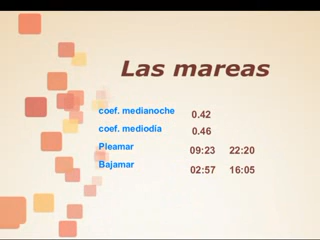 Las mareas
coef. medianoche 0.42
coef. mediodía 0.46
Pleamar 09:23 22:20
Bajamar 02:57 16:05